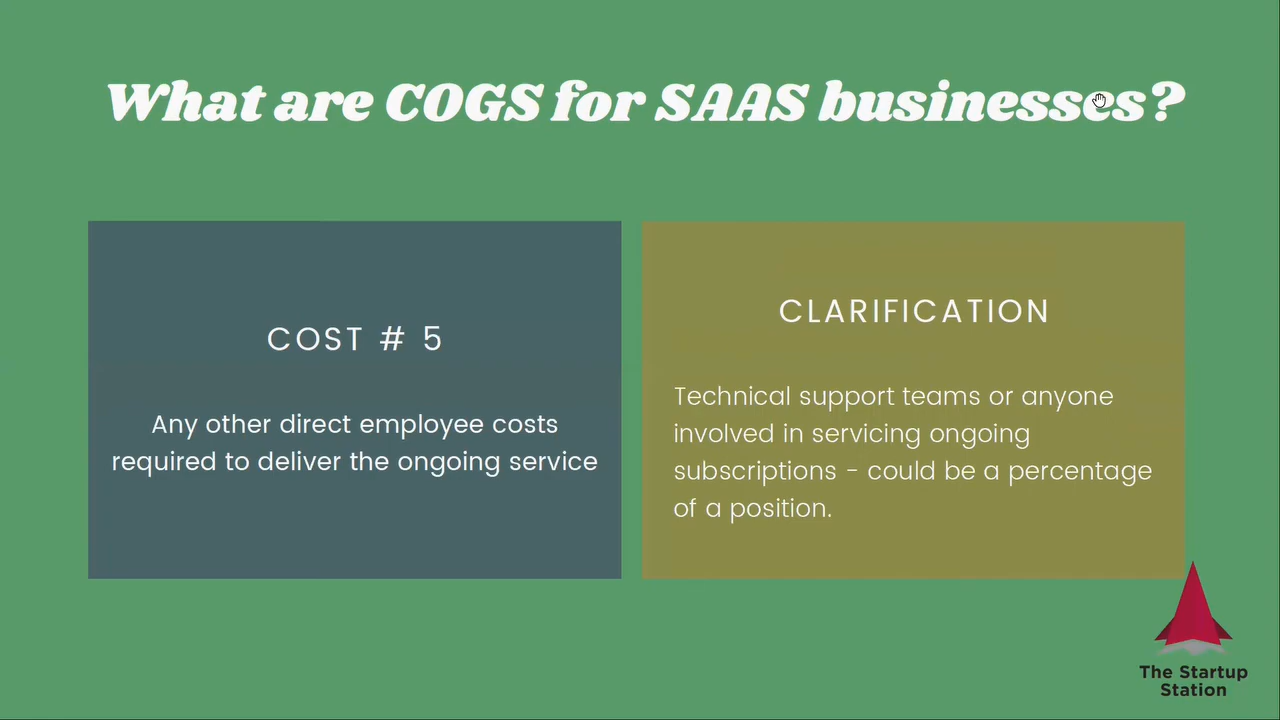 What are COGS for SAAS businesses?
COST # 5
Any other direct employee costs
required to deliver the ongoing service
CLARIFICATION
Technical support teams or anyone
involved in servicing ongoing
subscriptions - could be a percentage
of a position.
The Startup
Station